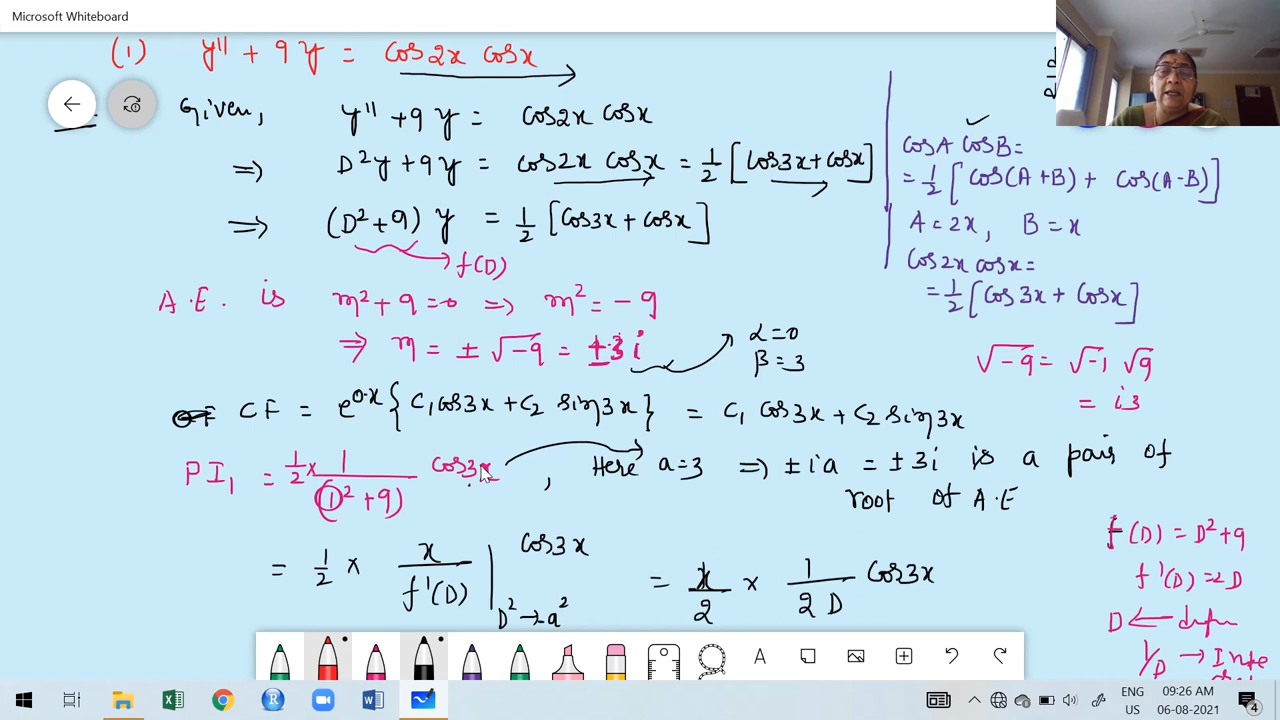 Microsoft Whiteboard
(1) y'' + 9y = cos2x cosx
Given, y'' + 9y = cos2x cosx
⇒ D²y + 9y = cos2x cosx = 1/2 [cos3x + cosx]
⇒ (D² + 9) y = 1/2 [cos3x + cosx]
f(D)
A.E. is m² + 9 = 0 ⇒ m² = -9
⇒ m = ± √-9 = ±3i
α = 0
β = 3
CF = e^0·x {C₁cos3x + C₂ sin3x} = C₁ cos3x + C₂ sin3x
PI₁ = 1/2 × 1/(D² + 9) cos3x, Here a=3 ⇒ ± ia = ± 3i is a pair of
root of A.E
= 1/2 × x/f'(D) | D² → -a² cos3x = x/2 × 1/2D cos3x
cosA cosB =
= 1/2 [cos(A+B) + cos(A-B)]
A = 2x, B = x
cos2x cosx =
= 1/2 [cos3x + cosx]
√-9 = √-1 √9
= i3
f(D) = D² + 9
f'(D) = 2D
D ←
1/D → Inte
A
ENG
US
09:26 AM
06-08-2021
4